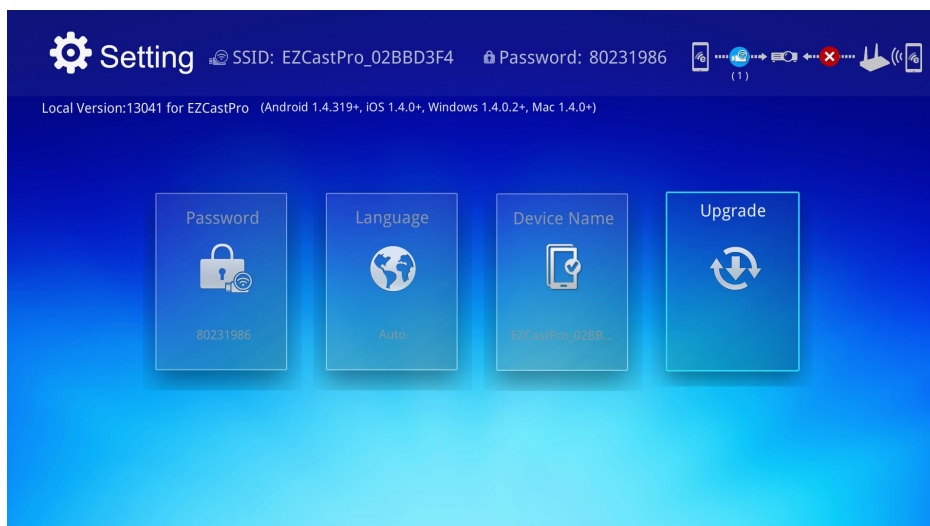 Setting SSID: EZCastPro_02BBD3F4 Password: 80231986
(1)
Local Version:13041 for EZCastPro (Android 1.4.319+, iOS 1.4.0+, Windows 1.4.0.2+, Mac 1.4.0+)
Password Language Device Name Upgrade
80231986 Auto EZCastPro_02BB...